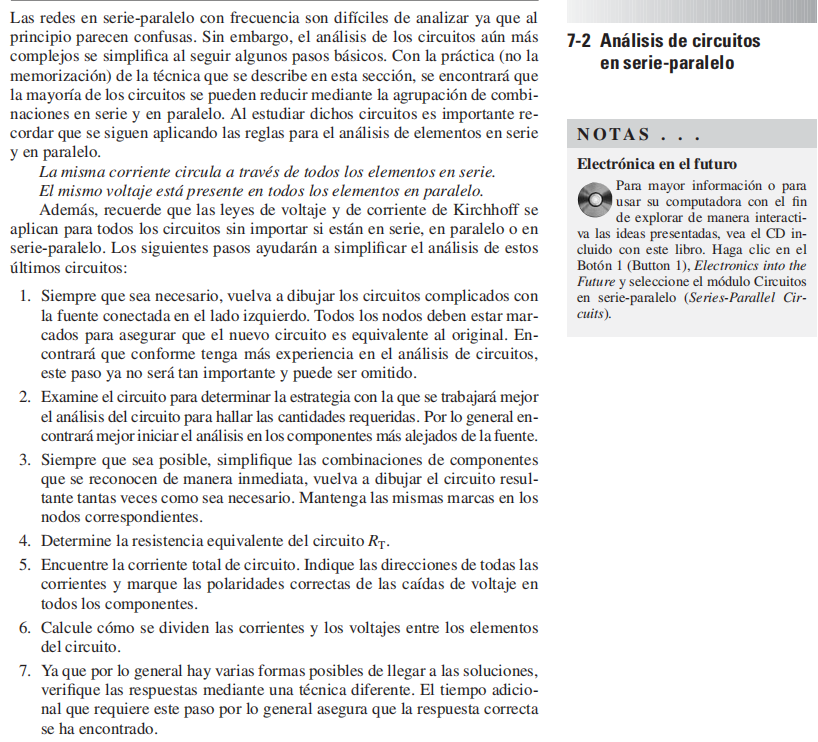 Las redes en serie-paralelo con frecuencia son difíciles de analizar ya que al
principio parecen confusas. Sin embargo, el análisis de los circuitos aún más
complejos se simplifica al seguir algunos pasos básicos. Con la práctica (no la
memorización) de la técnica que se describe en esta sección, se encontrará que
la mayoría de los circuitos se pueden reducir mediante la agrupación de combi-
naciones en serie y en paralelo. Al estudiar dichos circuitos es importante re-
cordar que se siguen aplicando las reglas para el análisis de elementos en serie
y en paralelo.
La misma corriente circula a través de todos los elementos en serie.
El mismo voltaje está presente en todos los elementos en paralelo.
Además, recuerde que las leyes de voltaje y de corriente de Kirchhoff se
aplican para todos los circuitos sin importar si están en serie, en paralelo o en
serie-paralelo. Los siguientes pasos ayudarán a simplificar el análisis de estos
últimos circuitos:
1. Siempre que sea necesario, vuelva a dibujar los circuitos complicados con
la fuente conectada en el lado izquierdo. Todos los nodos deben estar mar-
cados para asegurar que el nuevo circuito es equivalente al original. En-
contrará que conforme tenga más experiencia en el análisis de circuitos,
este paso ya no será tan importante y puede ser omitido.
2. Examine el circuito para determinar la estrategia con la que se trabajará mejor
el análisis del circuito para hallar las cantidades requeridas. Por lo general en-
contrará mejor iniciar el análisis en los componentes más alejados de la fuente.
3. Siempre que sea posible, simplifique las combinaciones de componentes
que se reconocen de manera inmediata, vuelva a dibujar el circuito resul-
tante tantas veces como sea necesario. Mantenga las mismas marcas en los
nodos correspondientes.
4. Determine la resistencia equivalente del circuito RT.
5. Encuentre la corriente total de circuito. Indique las direcciones de todas las
corrientes y marque las polaridades correctas de las caídas de voltaje en
todos los componentes.
6. Calcule cómo se dividen las corrientes y los voltajes entre los elementos
del circuito.
7. Ya que por lo general hay varias formas posibles de llegar a las soluciones,
verifique las respuestas mediante una técnica diferente. El tiempo adicio-
nal que requiere este paso por lo general asegura que la respuesta correcta
se ha encontrado.
7-2 Análisis de circuitos
en serie-paralelo
NOTAS . . .
Electrónica en el futuro
Para mayor información o para
usar su computadora con el fin
de explorar de manera interacti-
va las ideas presentadas, vea el CD in-
cluido con este libro. Haga clic en el
Botón 1 (Button 1), Electronics into the
Future y seleccione el módulo Circuitos
en serie-paralelo (Series-Parallel Cir-
cuits).